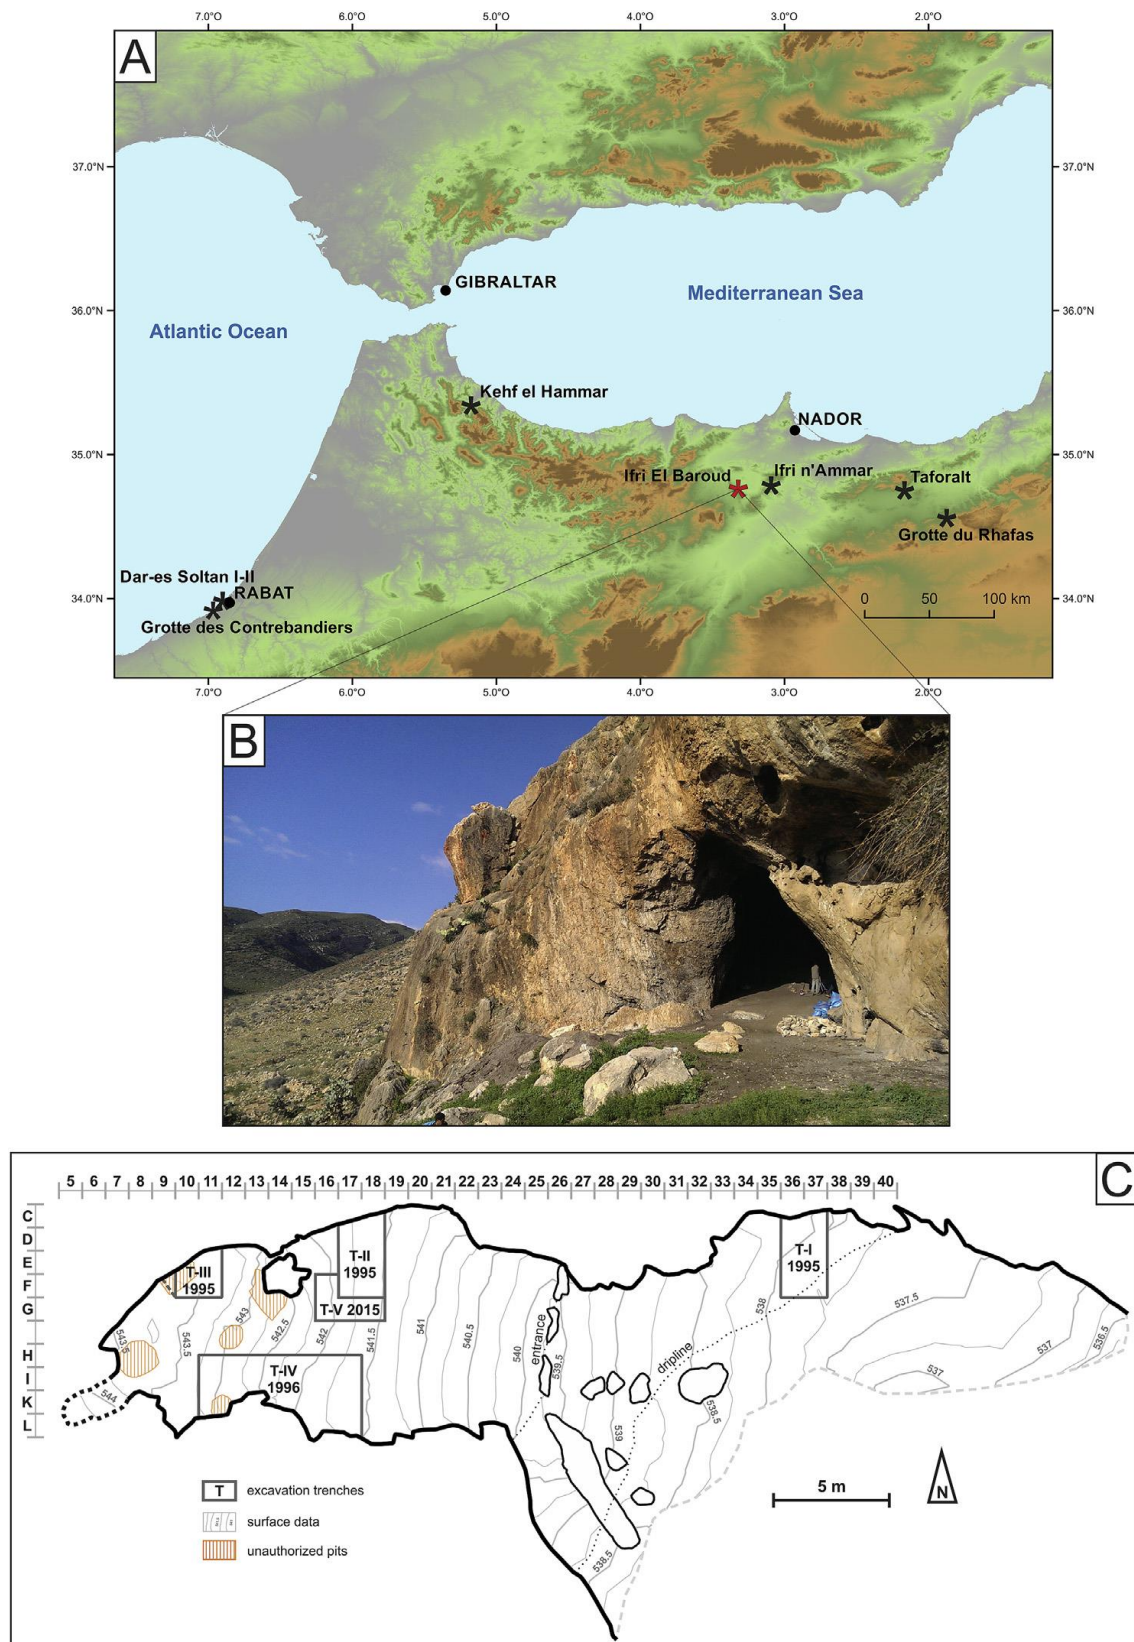 7.0°O 6.0°O 5.0°O 4.0°O 3.0°O 2.0°O
A
37.0°N 37.0°N
GIBRALTAR
Mediterranean Sea
36.0°N 36.0°N
Atlantic Ocean
Kehf el Hammar
NADOR
35.0°N 35.0°N
Ifri El Baroud
Ifri n'Ammar
Taforalt
Grotte du Rhafas
Dar-es Soltan I-II
RABAT
34.0°N 34.0°N
0 50 100 km
Grotte des Contrebandiers
7.0°O 6.0°O 5.0°O 4.0°O 3.0°O 2.0°O
B
C
5 6 7 8 9 10 11 12 13 14 15 16 17 18 19 20 21 22 23 24 25 26 27 28 29 30 31 32 33 34 35 36 37 38 39 40
C
D
E
F
G
H
I
K
L
T-III
1995
T-II
1995
T-V 2015
T-IV
1996
T-I
1995
543.5
543.5
544
543
542.5
542
541.5
541
540.5
540
entrance
539.5
dripline
539
538.5
538.5
538
537.5
537
537
536.5
T excavation trenches
surface data
unauthorized pits
5 m
N